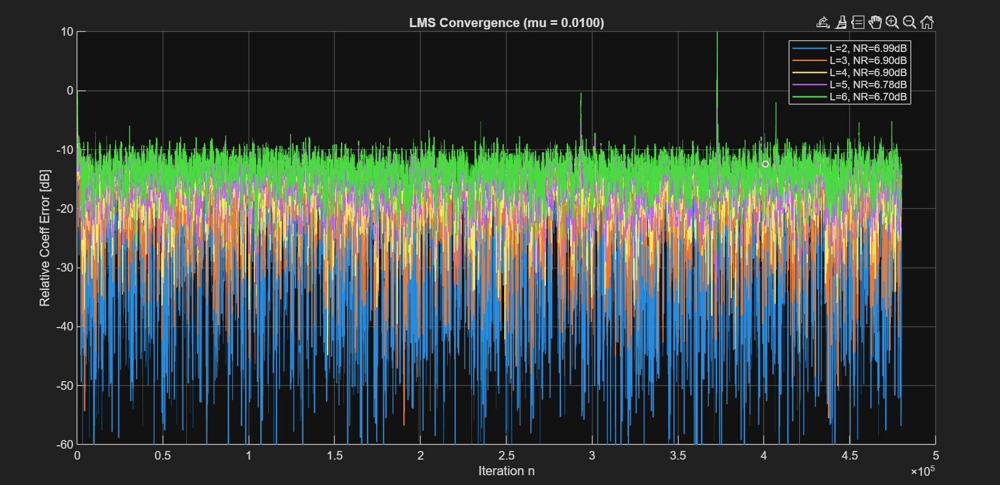 LMS Convergence (mu = 0.0100)
L=2, NR=6.99dB
L=3, NR=6.90dB
L=4, NR=6.90dB
L=5, NR=6.78dB
L=6, NR=6.70dB
Relative Coeff Error [dB]
10
0
-10
-20
-30
-40
-50
-60
0 0.5 1 1.5 2 2.5 3 3.5 4 4.5 5
Iteration n
×10⁵